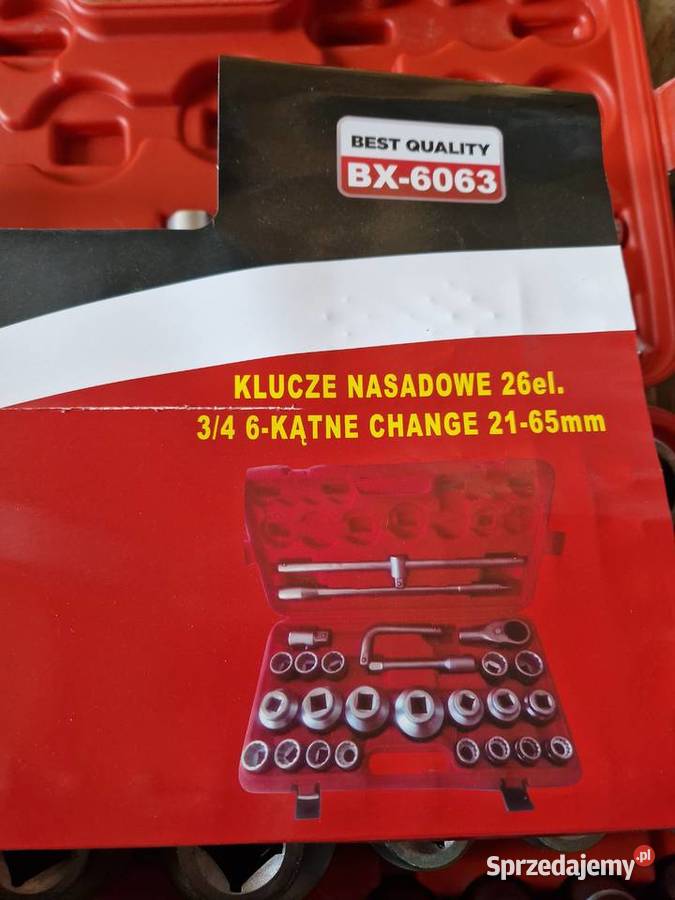 BEST QUALITY
BX-6063
KLUCZE NASADOWE 26el.
3/4 6-KĄTNE CHANGE 21-65mm
Sprzedajemy.pl